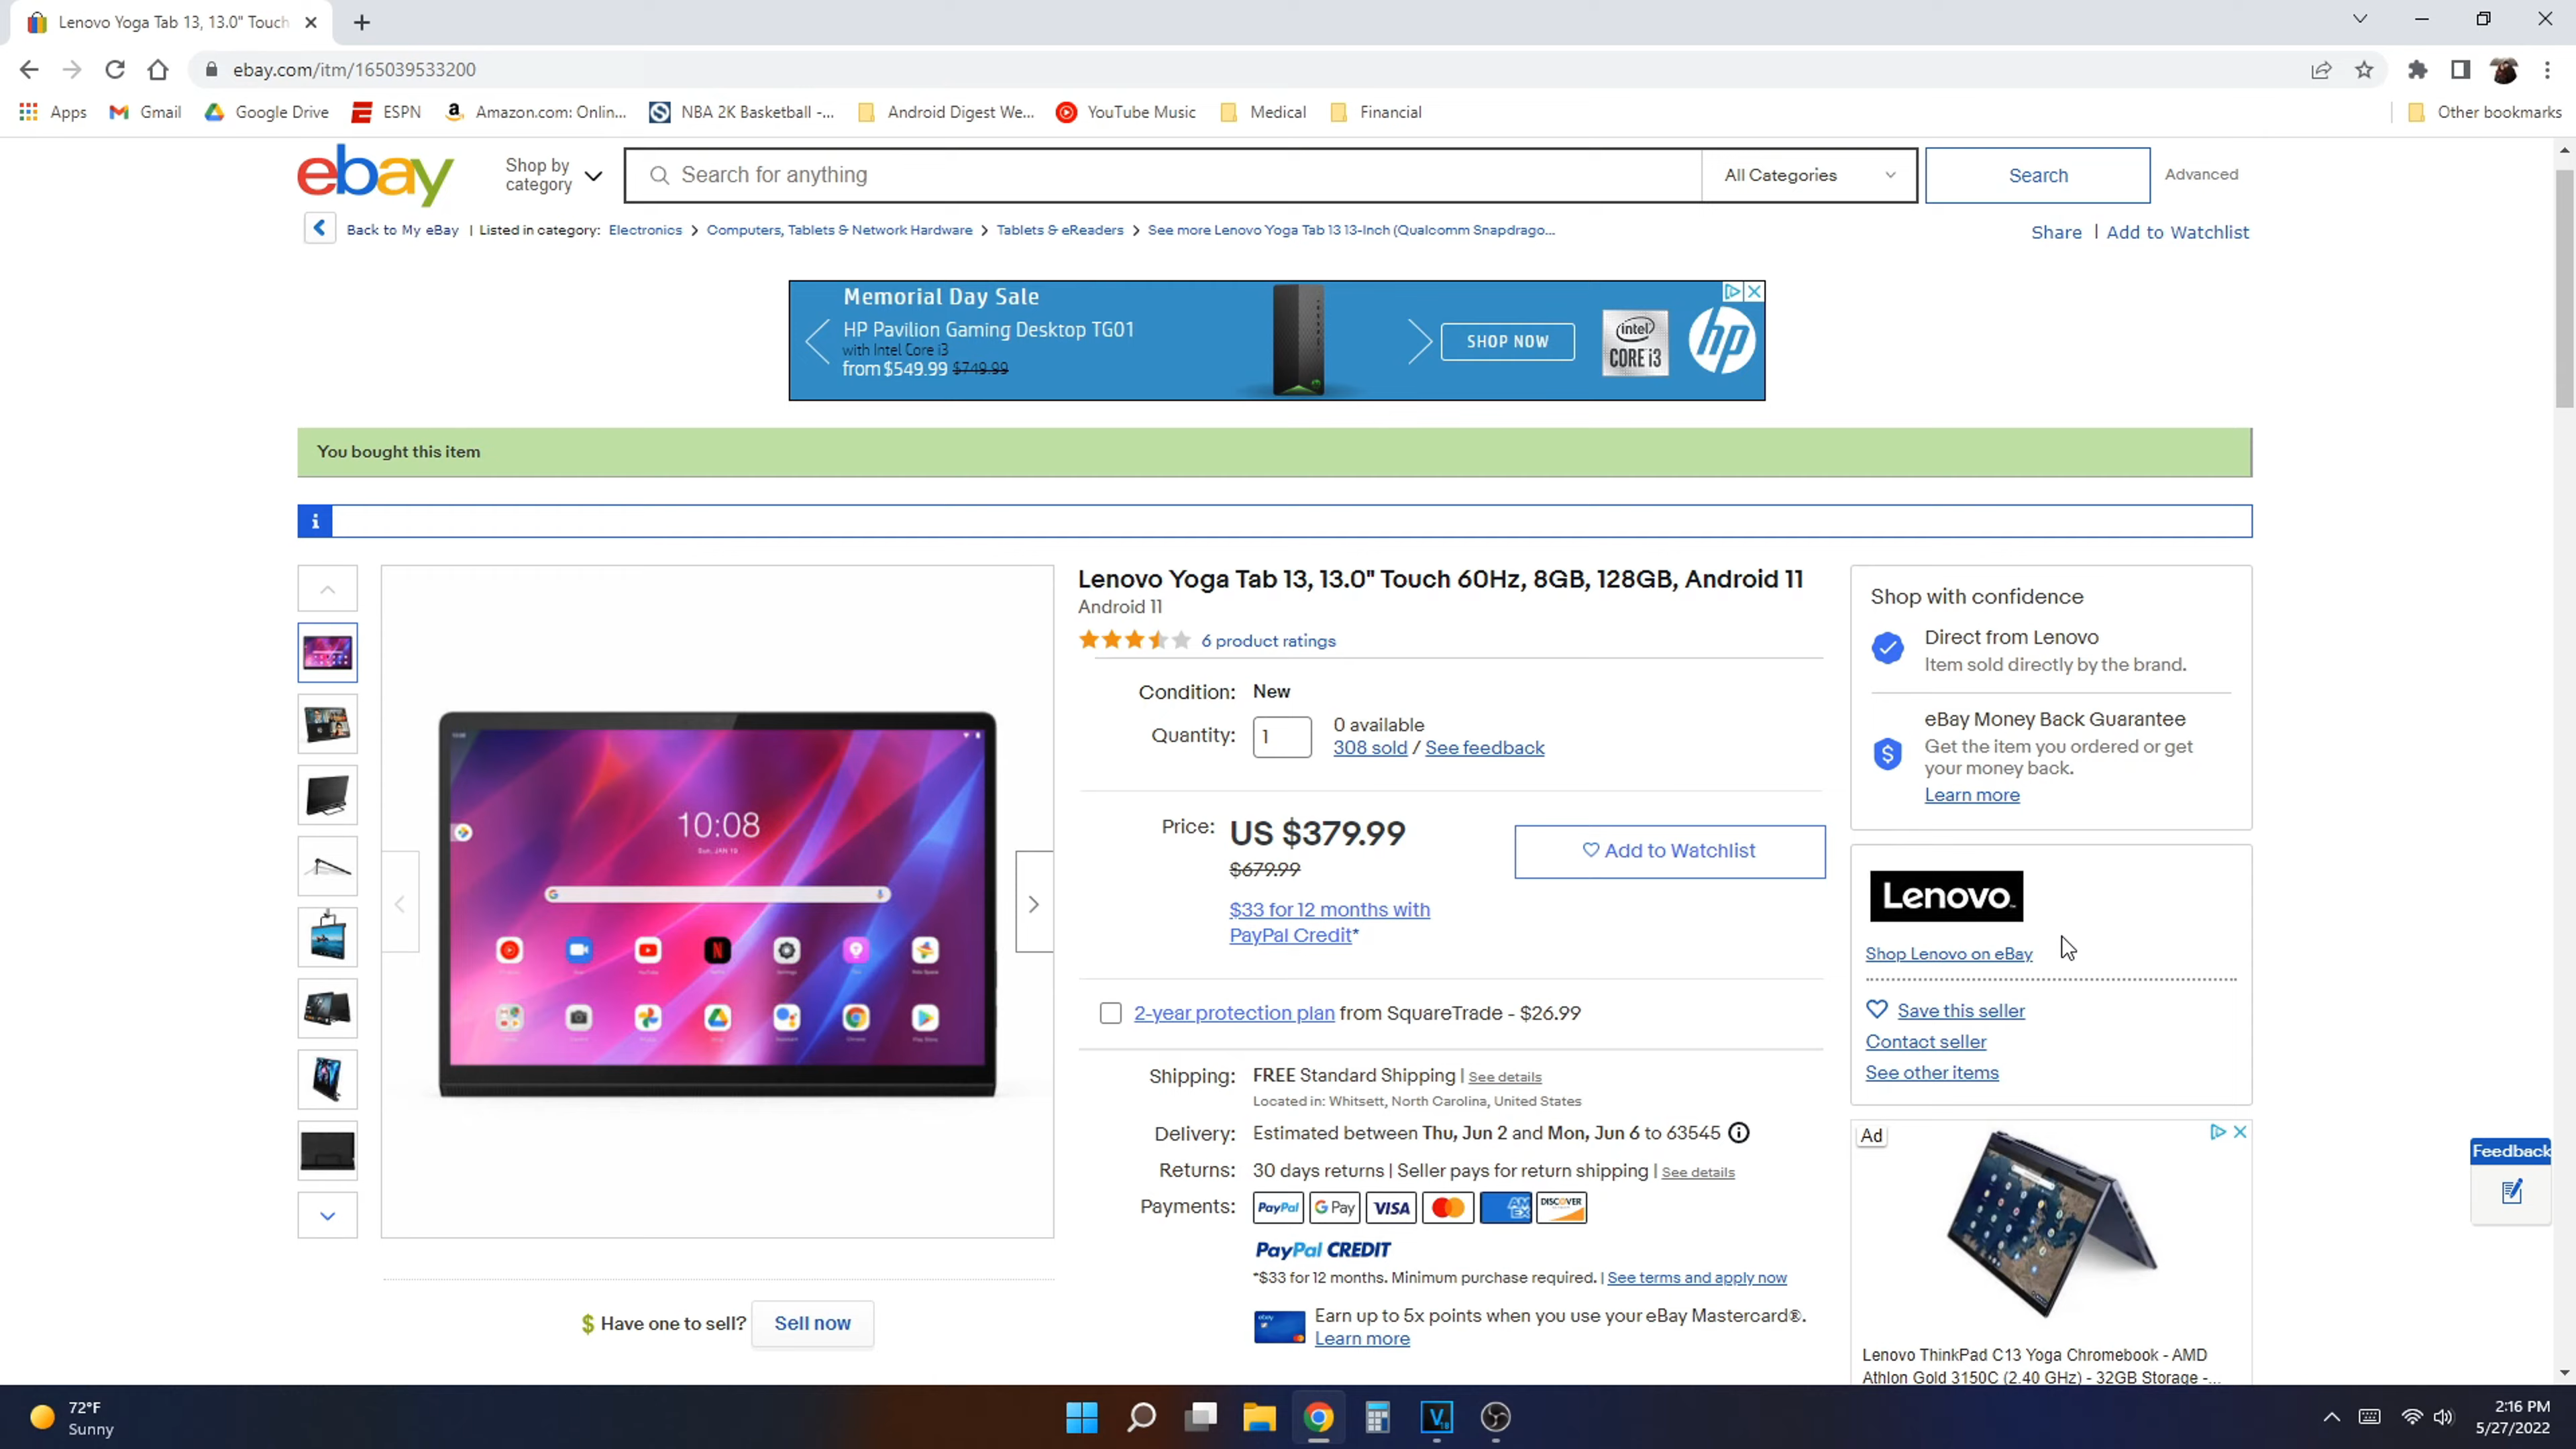 Lenovo Yoga Tab 13, 13.0" Touch
ebay.com/itm/165039533200
Apps Gmail Google Drive ESPN Amazon.com: Onlin... NBA 2K Basketball -... Android Digest We... YouTube Music Medical Financial Other bookmarks
ebay
Shop by
category
Search for anything
All Categories
Search
Advanced
Back to My eBay | Listed in category: Electronics > Computers, Tablets & Network Hardware > Tablets & eReaders > See more Lenovo Yoga Tab 13 13-Inch (Qualcomm Snapdrago...
Share | Add to Watchlist
Memorial Day Sale
HP Pavilion Gaming Desktop TG01
with Intel Core i3
from $549.99 $749.99
SHOP NOW
intel
CORE i3
hp
You bought this item
i
Lenovo Yoga Tab 13, 13.0" Touch 60Hz, 8GB, 128GB, Android 11
Android 11
6 product ratings
Condition: New
Quantity: 1
0 available
308 sold / See feedback
Price: US $379.99
$679.99
Add to Watchlist
$33 for 12 months with
PayPal Credit*
2-year protection plan from SquareTrade - $26.99
Shipping: FREE Standard Shipping | See details
Located in: Whitsett, North Carolina, United States
Delivery: Estimated between Thu, Jun 2 and Mon, Jun 6 to 63545
Returns: 30 days returns | Seller pays for return shipping | See details
Payments: PayPal G Pay VISA AMEX DISCOVER
PayPal CREDIT
*$33 for 12 months. Minimum purchase required. | See terms and apply now
Earn up to 5x points when you use your eBay Mastercard®.
Learn more
10:08
Sun, JAN 19
$ Have one to sell? Sell now
Shop with confidence
Direct from Lenovo
Item sold directly by the brand.
eBay Money Back Guarantee
Get the item you ordered or get
your money back.
Learn more
Lenovo
Shop Lenovo on eBay
Save this seller
Contact seller
See other items
Ad
Lenovo ThinkPad C13 Yoga Chromebook - AMD
Athlon Gold 3150C (2.40 GHz) - 32GB Storage -...
Feedback
72°F
Sunny
2:16 PM
5/27/2022